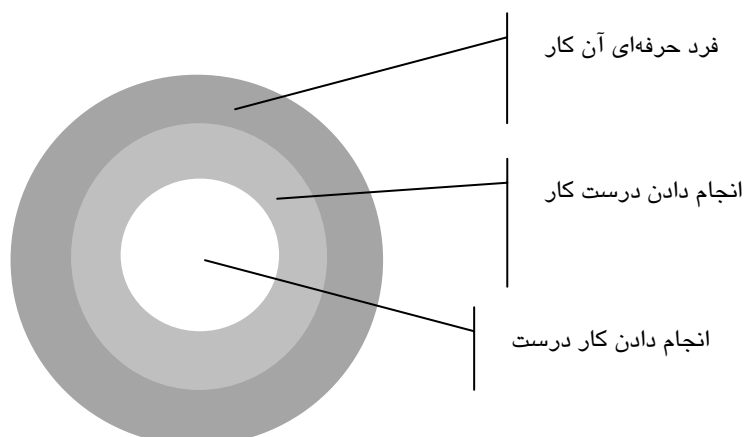 فرد حرفه‌ای آن کار
انجام دادن درست کار
انجام دادن کار درست